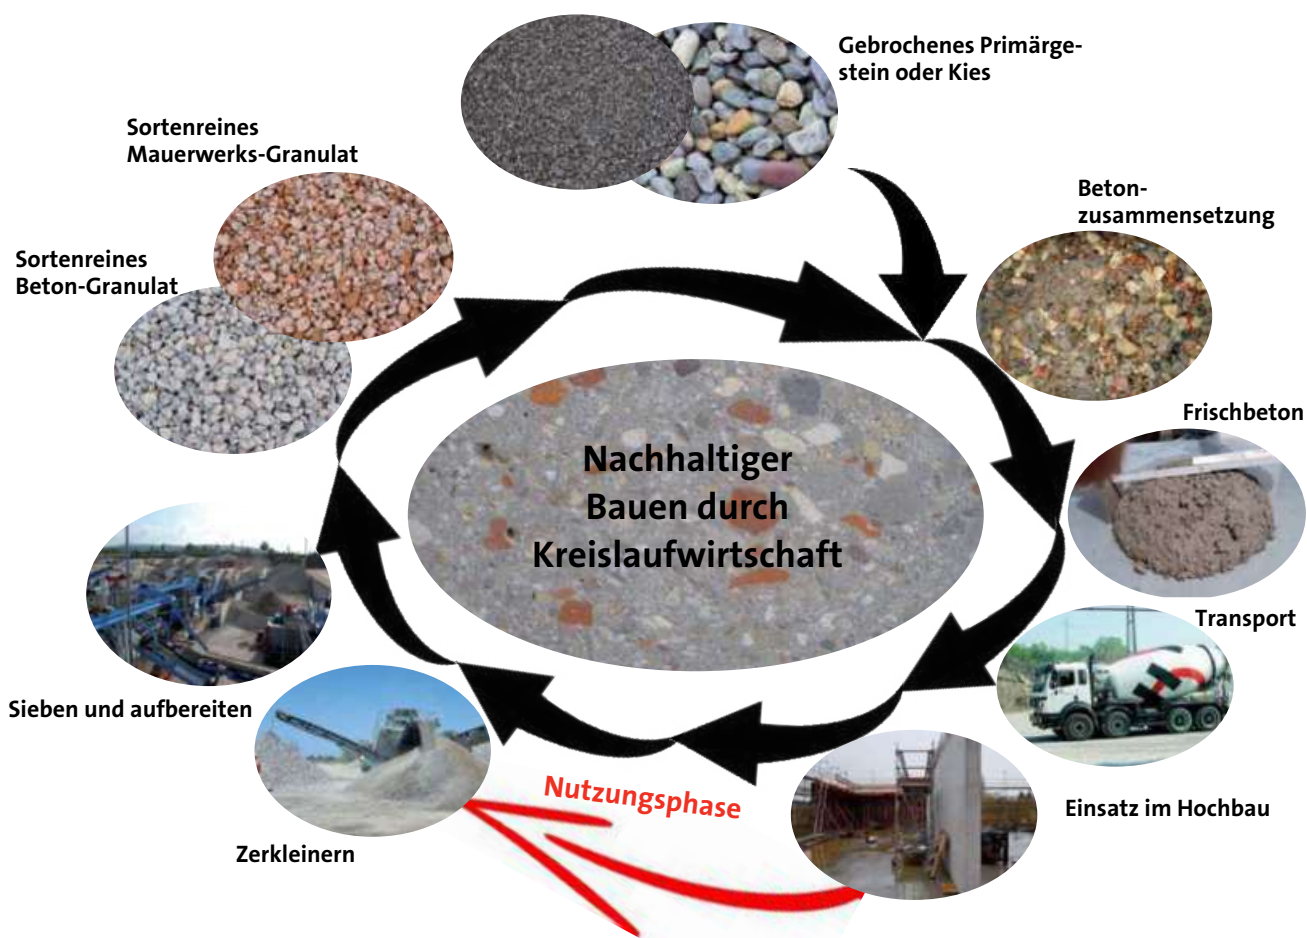 Gebrochenes Primärge-
stein oder Kies
Sortenreines
Mauerwerks-Granulat
Beton-
zusammensetzung
Sortenreines
Beton-Granulat
Frischbeton
Nachhaltiger
Bauen durch
Kreislaufwirtschaft
Transport
Sieben und aufbereiten
Nutzungsphase
Einsatz im Hochbau
Zerkleinern